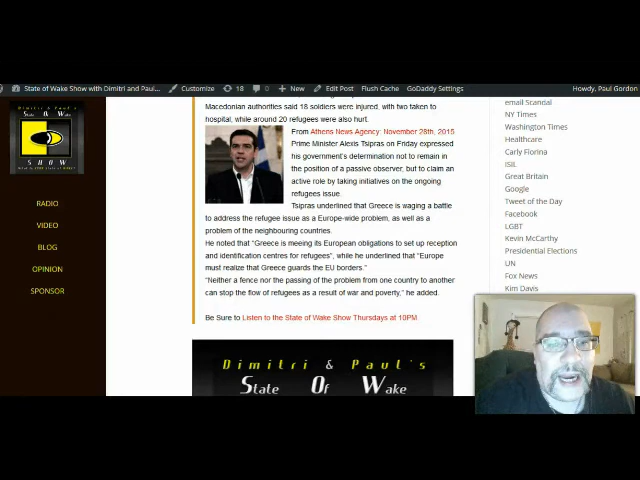 State of Wake Show with Dimitri and Paul... Customize 18 0 New Edit Post Flush Cache GoDaddy Settings Howdy, Paul Gordon
Dimitri & Paul's
State Of Wake
SHOW
RADIO
VIDEO
BLOG
OPINION
SPONSOR
Macedonian authorities said 18 soldiers were injured, with two taken to
hospital, while around 20 refugees were also hurt.
From Athens News Agency: November 28th, 2015
Prime Minister Alexis Tsipras on Friday expressed
his government's determination not to remain in
the position of a passive observer, but to claim an
active role by taking initiatives on the ongoing
refugees issue.
Tsipras underlined that Greece is waging a battle
to address the refugee issue as a Europe-wide problem, as well as a
problem of the neighbouring countries.
He noted that “Greece is meeing its European obligations to set up reception
and identification centres for refugees”, while he underlined that “Europe
must realize that Greece guards the EU borders.”
“Neither a fence nor the passing of the problem from one country to another
can stop the flow of refugees as a result of war and poverty,” he added.
Be Sure to Listen to the State of Wake Show Thursdays at 10PM
Dimitri & Paul's
State Of Wake
email Scandal
NY Times
Washington Times
Healthcare
Carly Fiorina
ISIL
Great Britain
Google
Tweet of the Day
Facebook
LGBT
Kevin McCarthy
Presidential Elections
UN
Fox News
Kim Davis